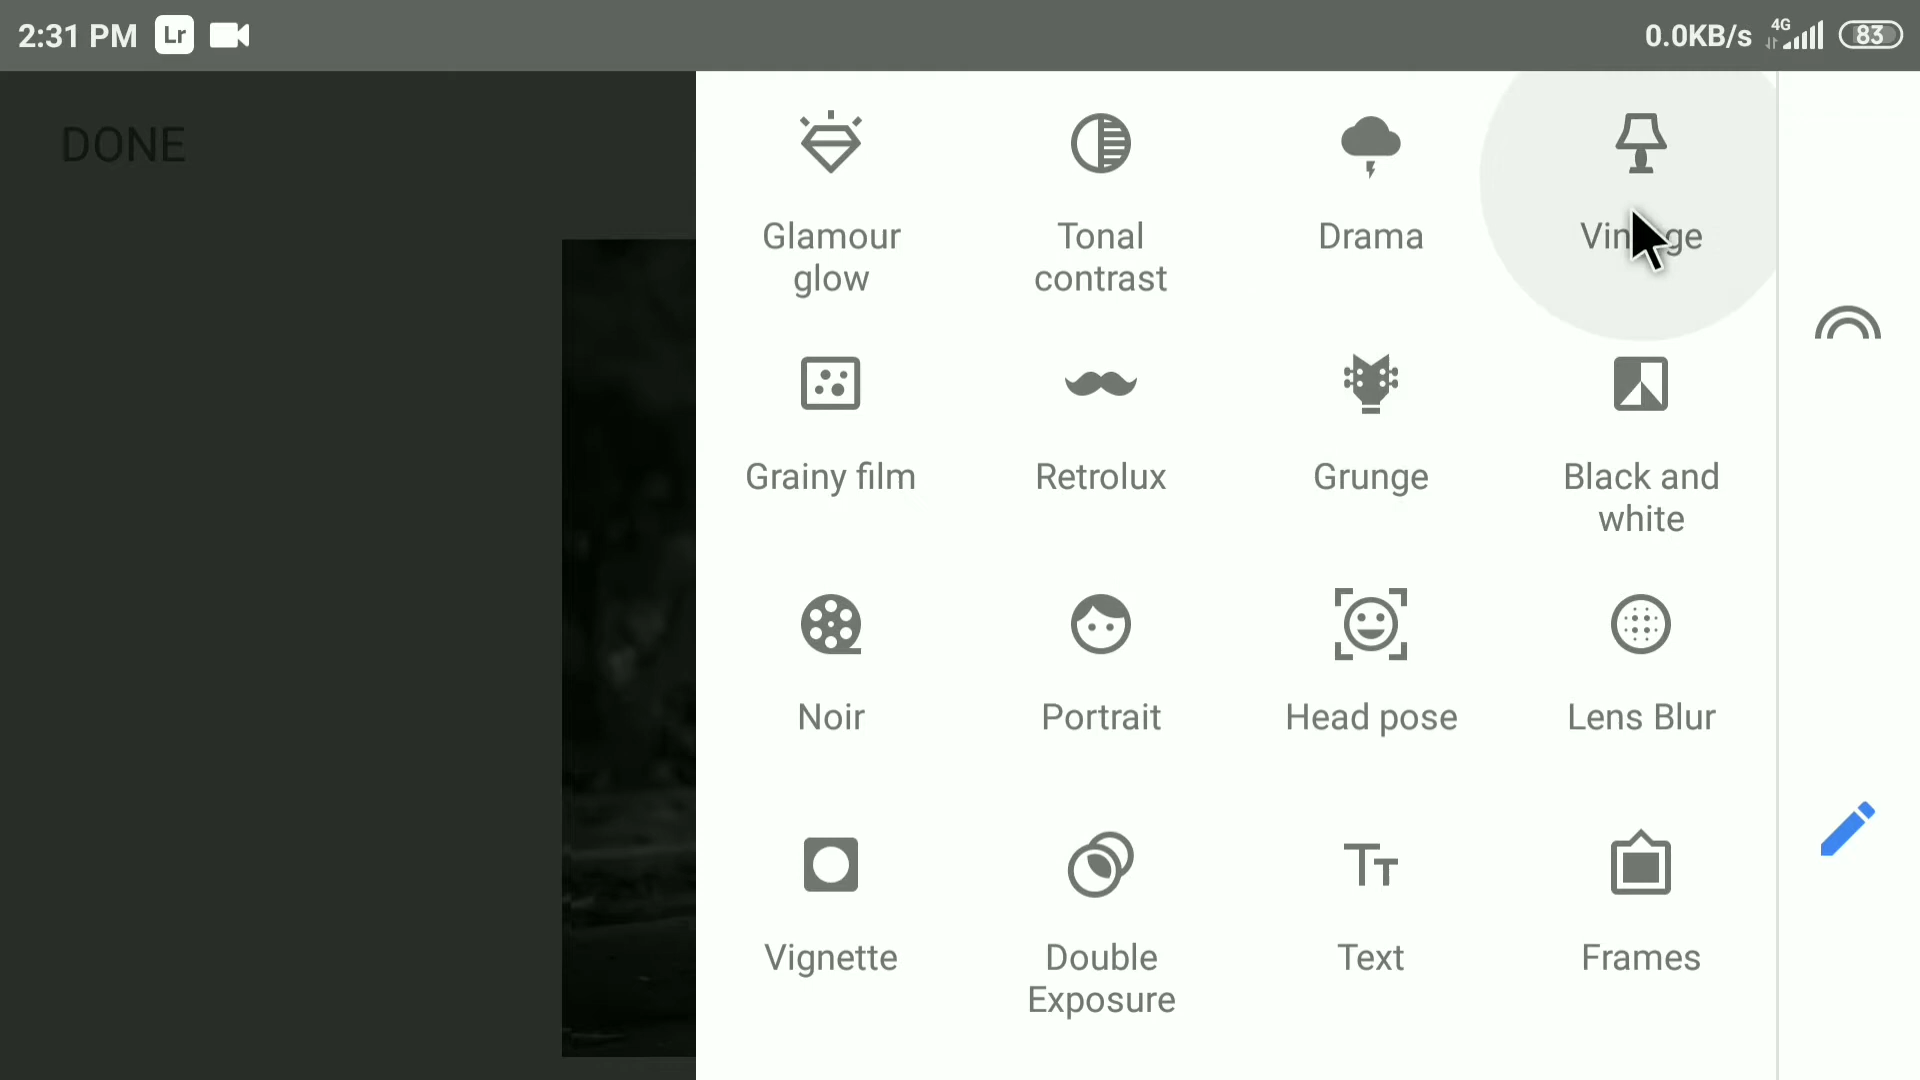 2:31 PM Lr 0.0KB/s 4G 83
DONE
Glamour glow
Tonal contrast
Drama
Grainy film
Retrolux
Grunge
Black and white
Noir
Portrait
Head pose
Lens Blur
Vignette
Double Exposure
Text
Frames